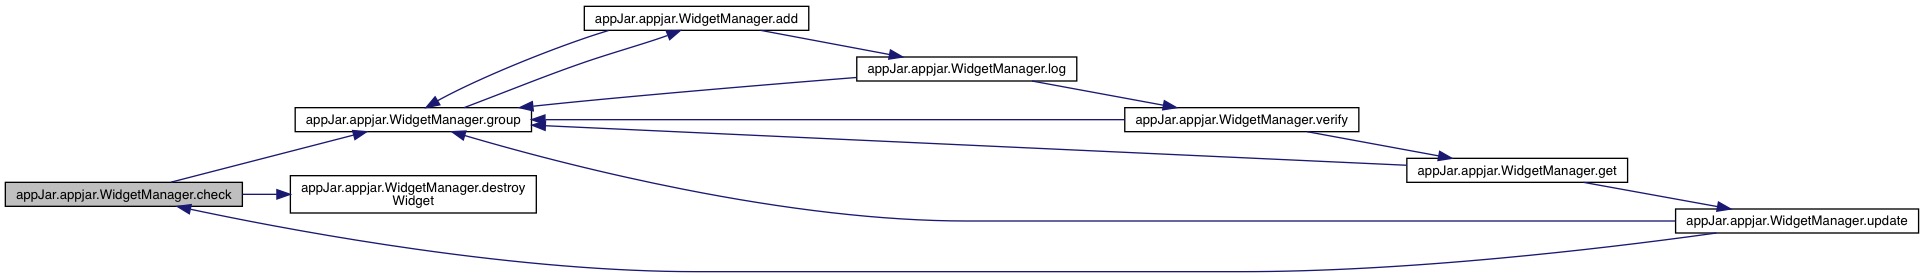 appJar.appjar.WidgetManager.add
appJar.appjar.WidgetManager.log
appJar.appjar.WidgetManager.group
appJar.appjar.WidgetManager.verify
appJar.appjar.WidgetManager.get
appJar.appjar.WidgetManager.check
appJar.appjar.WidgetManager.destroy
Widget
appJar.appjar.WidgetManager.update